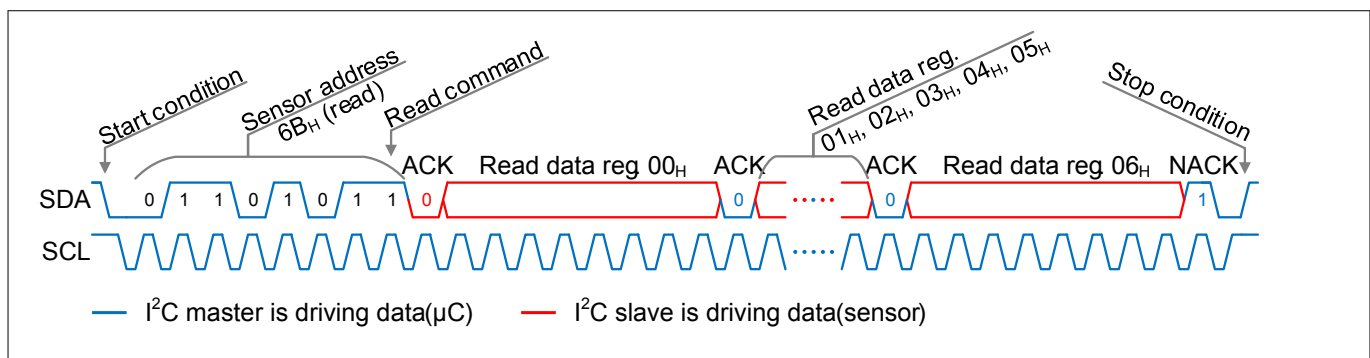 Start condition
Sensor address
6BH (read)
Read command
Read data reg.
01H, 02H, 03H, 04H, 05H
Stop condition
ACK Read data reg. 00H ACK ACK Read data reg. 06H NACK
SDA 0 1 1 0 1 0 1 1 0 0 ..... 0 1
SCL .....
I2C master is driving data(µC) I2C slave is driving data(sensor)